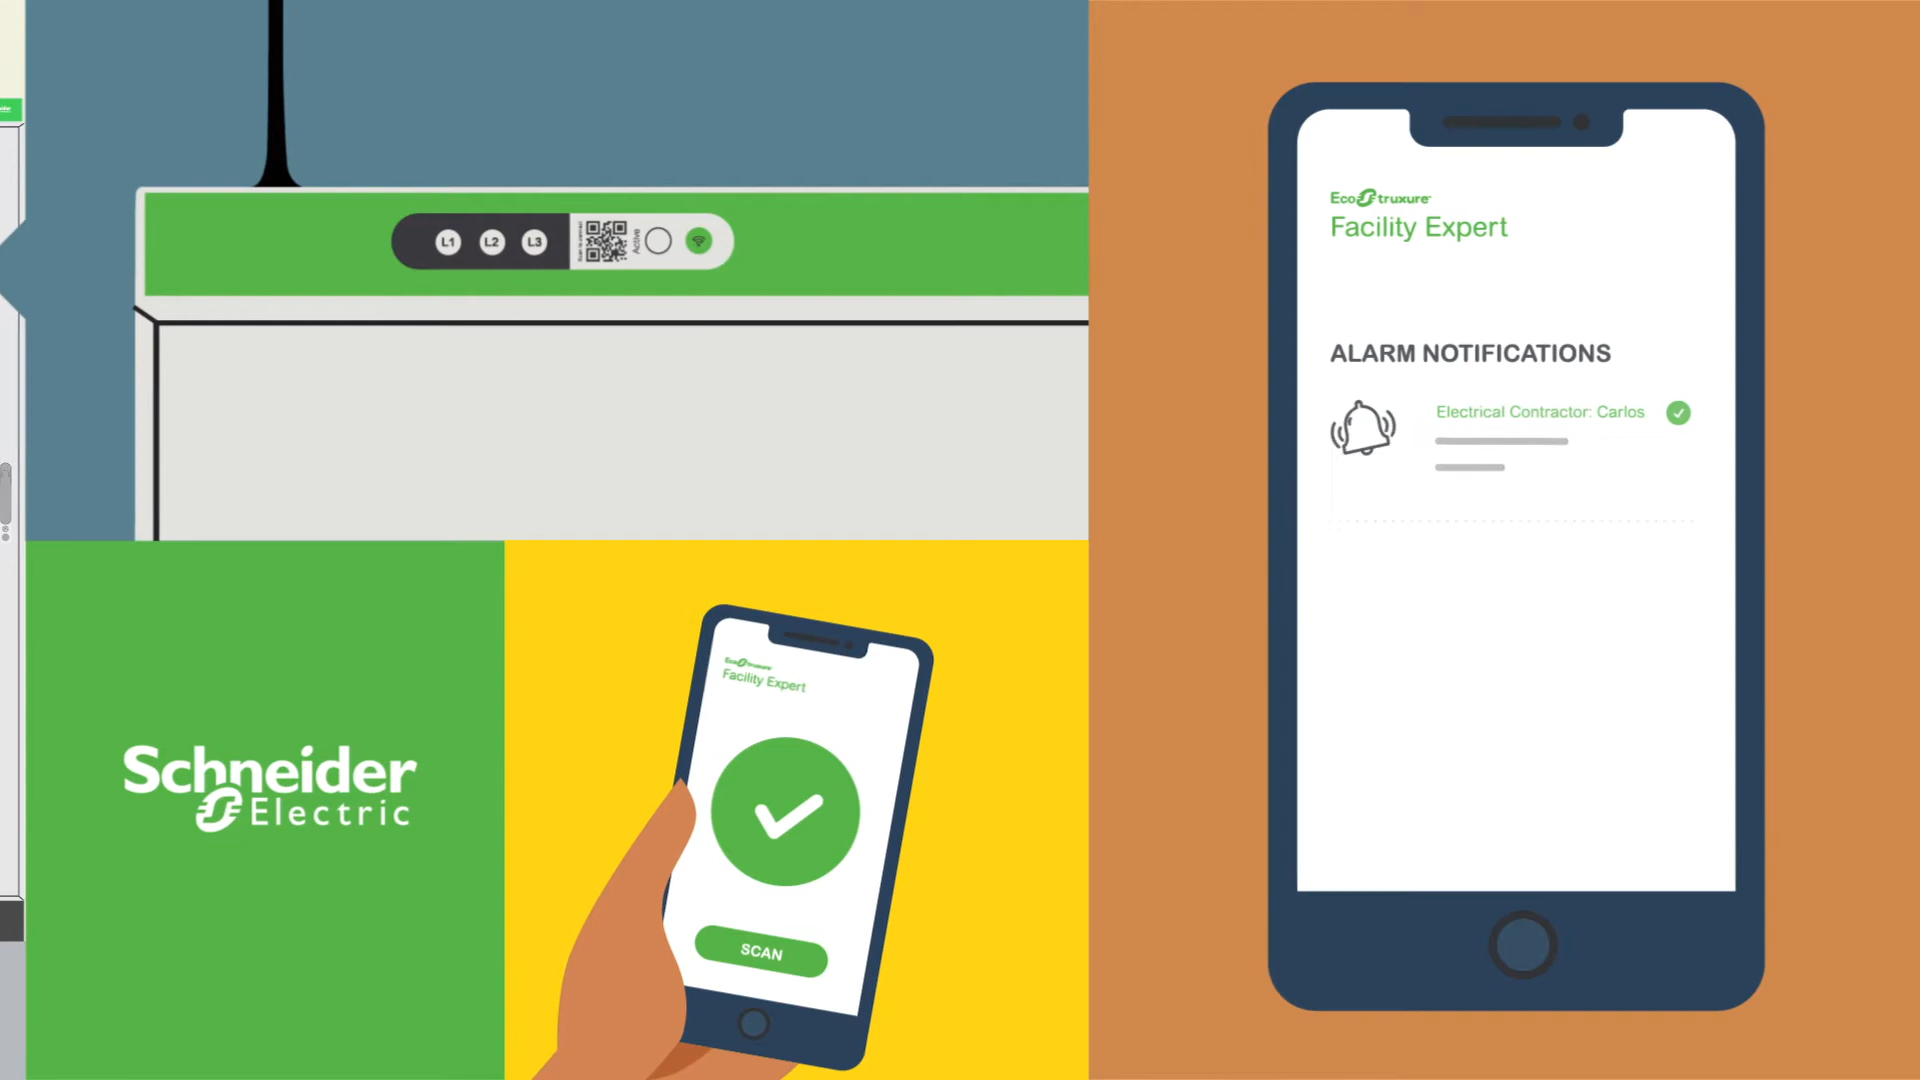 L1 L2 L3
Active
EcoStruxure
Facility Expert
ALARM NOTIFICATIONS
Electrical Contractor: Carlos
Schneider
Electric
EcoStruxure
Facility Expert
SCAN